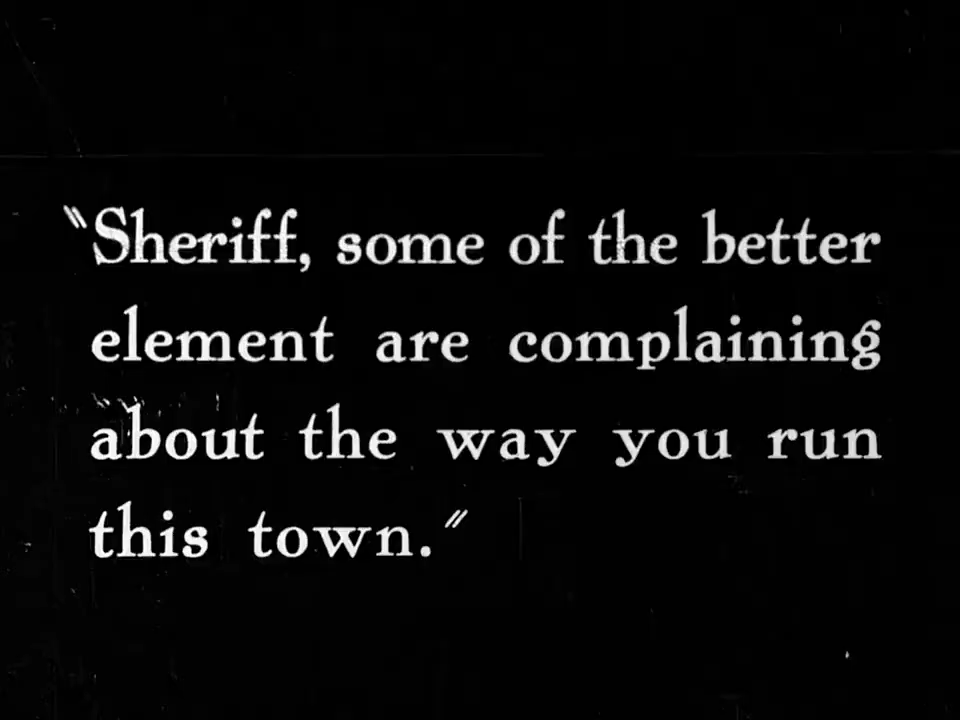 "Sheriff, some of the better
element are complaining
about the way you run
this town."